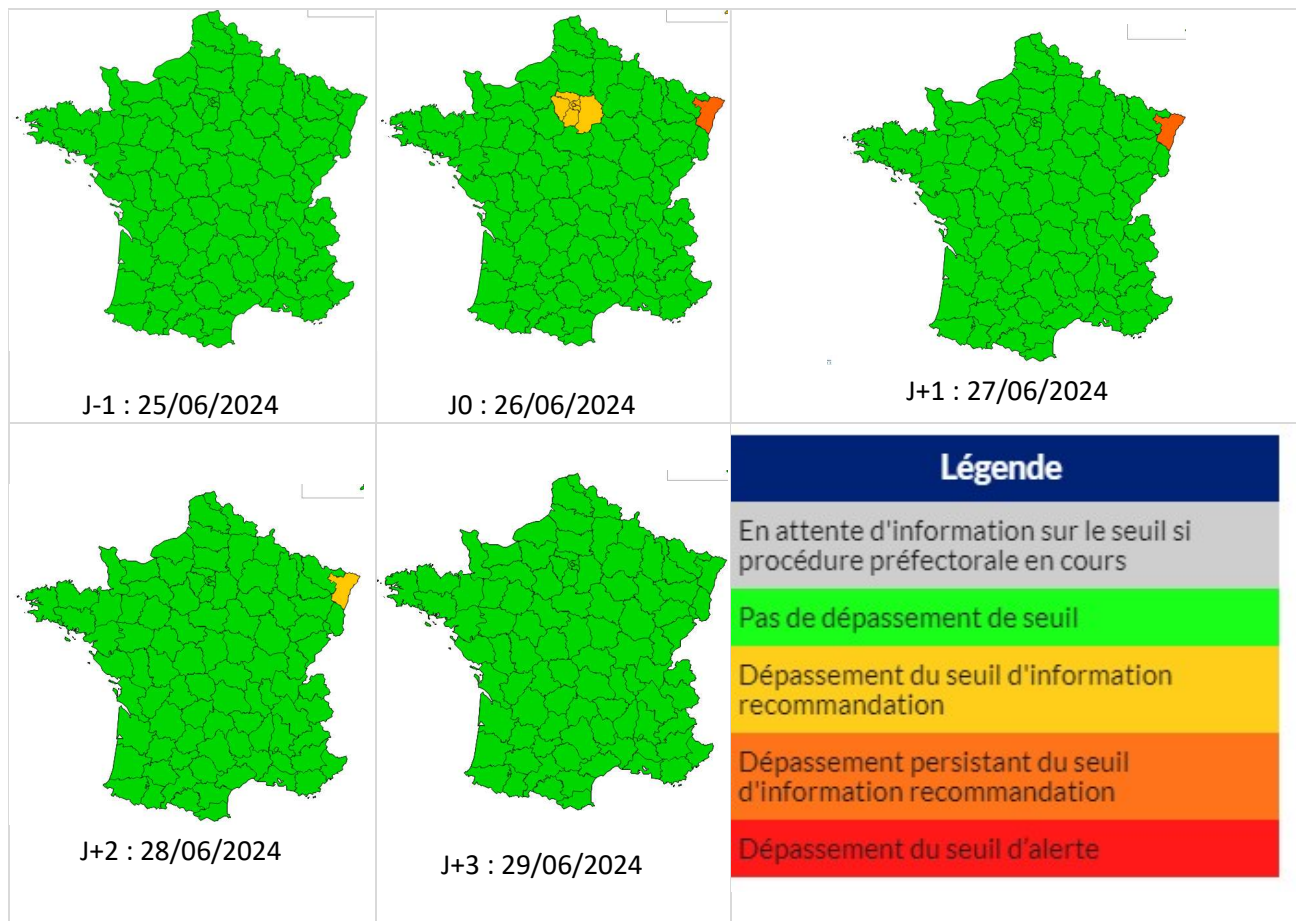 J-1 : 25/06/2024
J0 : 26/06/2024
J+1 : 27/06/2024
J+2 : 28/06/2024
J+3 : 29/06/2024
Légende
En attente d'information sur le seuil si
procédure préfectorale en cours
Pas de dépassement de seuil
Dépassement du seuil d'information
recommandation
Dépassement persistant du seuil
d'information recommandation
Dépassement du seuil d'alerte